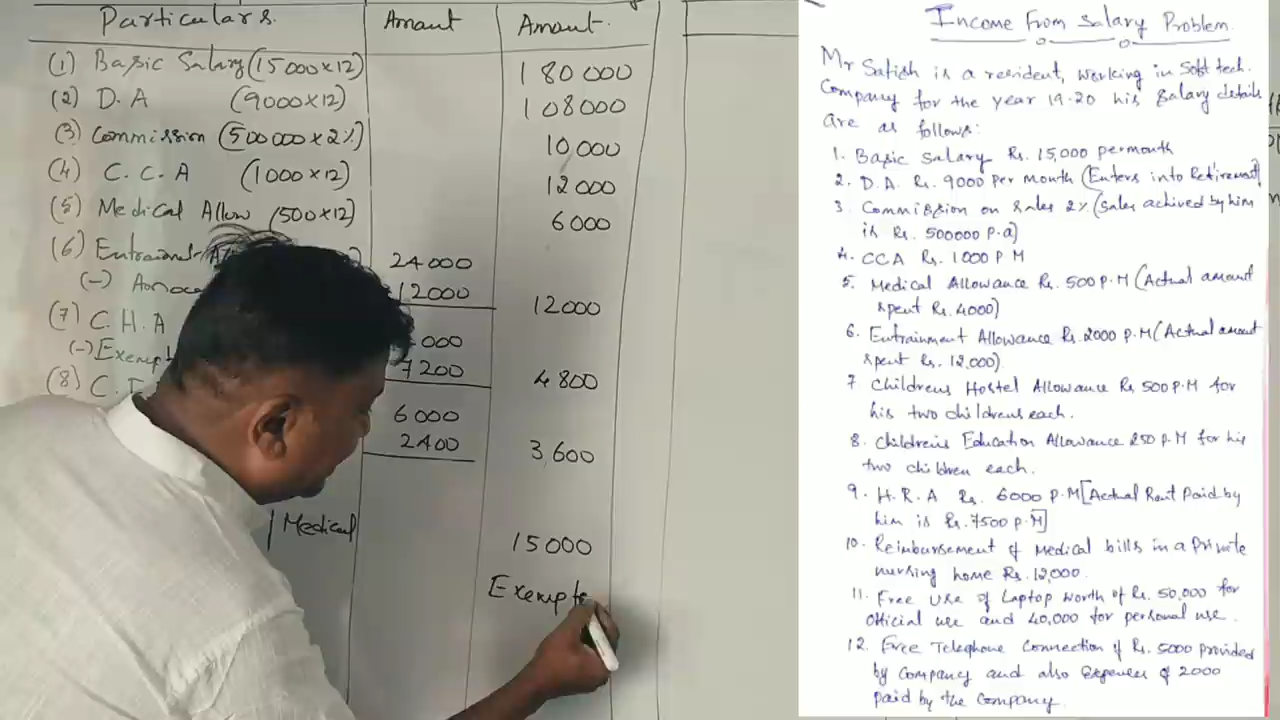 Particulars. Amount Amount.
(1) Basic Salary (15000×12) 180000
(2) D.A (9000×12) 108000
(3) Commission (500000×2%) 10000
(4) C.C.A (1000×12) 12000
(5) Medical Allow (500×12) 6000
(6) 24000
(-) 12000 12000
(7) C.H.A 000
(-) Exempt 7200 4800
(8) C.
6000
2400 3,600
/Medical
15000
Exempte
Income From Salary Problem.
Mr Satish is a resident, working in Soft tech.
Company for the year 19-20 his salary details
are as follows:
1. Basic Salary Rs. 15,000 per month
2. D.A. Rs. 9000 Per Month (Enters into Retirement)
3. Commission on sales 2% (Sales achived by him
is Rs. 500000 P.a)
4. CCA Rs. 1000 P M
5. Medical Allowance Rs. 500 P.M (Actual amount
spent Rs. 4000)
6. Entrainment Allowance Rs. 2000 P.M (Actual amount
spent Rs. 12,000)
7 Childrens Hostel Allowance Rs 500 P.M for
his two childrens each.
8. Children's Education Allowance 250 P.M for his
two children each.
9. H.R.A Rs. 6000 P.M [Actual Rent Paid by
him is Rs. 7500 P.M]
10. Reimbursement of Medical bills in a Private
nursing home Rs. 12,000.
11. Free Use of Laptop worth of Rs. 50,000 for
Official use and 40,000 for personal use.
12. Free Telephone Connection of Rs. 5000 provided
by Company and also Expenses of 2000
paid by the Company.